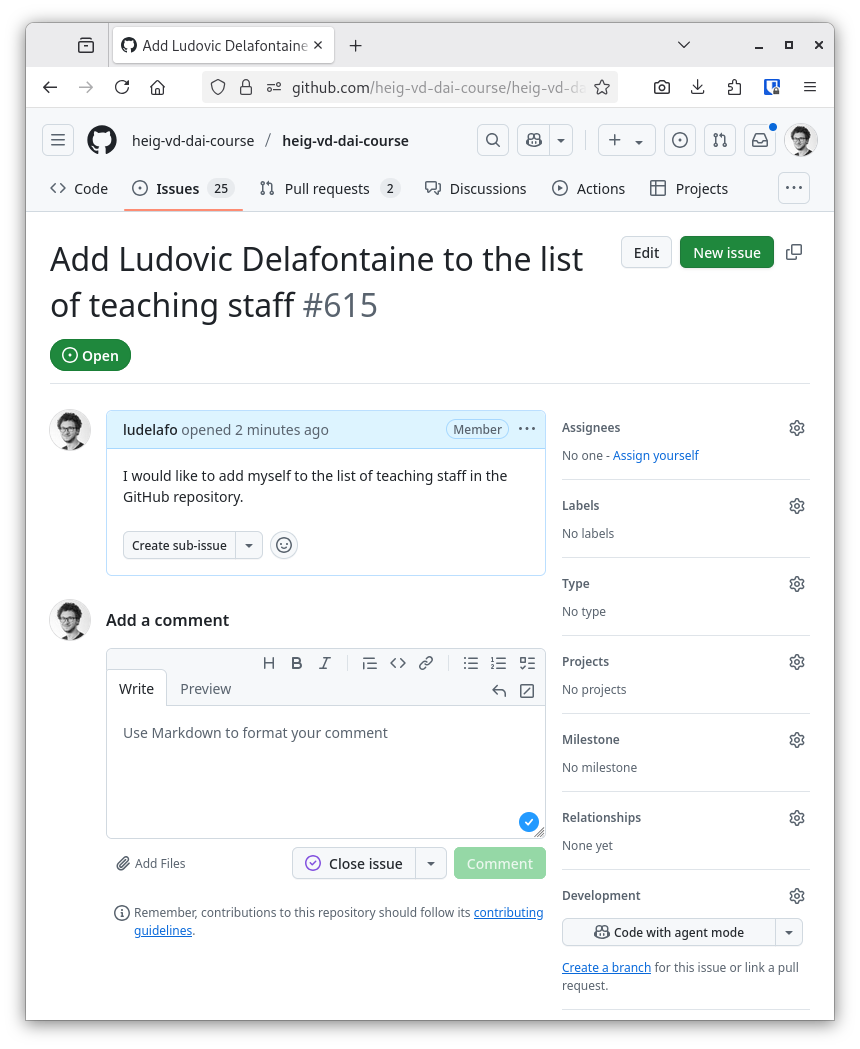 Add Ludovic Delafontaine
github.com/heig-vd-dai-course/heig-vd-da
heig-vd-dai-course / heig-vd-dai-course
Code Issues 25 Pull requests 2 Discussions Actions Projects
Add Ludovic Delafontaine to the list
of teaching staff #615
Edit New issue
Open
ludelafo opened 2 minutes ago Member
I would like to add myself to the list of teaching staff in the
GitHub repository.
Create sub-issue
Add a comment
Write Preview
Use Markdown to format your comment
Add Files Close issue Comment
Remember, contributions to this repository should follow its contributing
guidelines.
Assignees
No one - Assign yourself
Labels
No labels
Type
No type
Projects
No projects
Milestone
No milestone
Relationships
None yet
Development
Code with agent mode
Create a branch for this issue or link a pull
request.